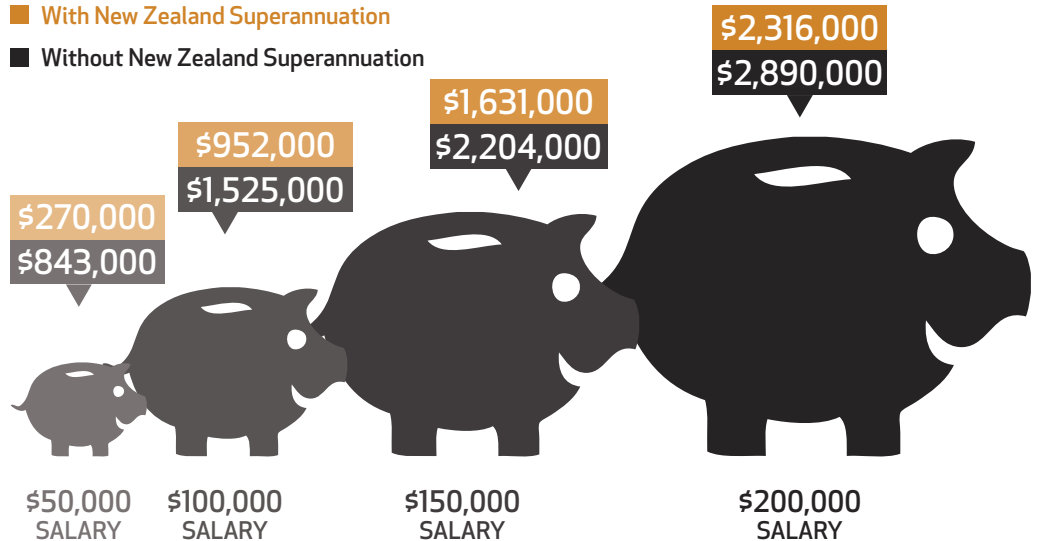 With New Zealand Superannuation
Without New Zealand Superannuation
$270,000
$843,000
$952,000
$1,525,000
$1,631,000
$2,204,000
$2,316,000
$2,890,000
$50,000
SALARY
$100,000
SALARY
$150,000
SALARY
$200,000
SALARY